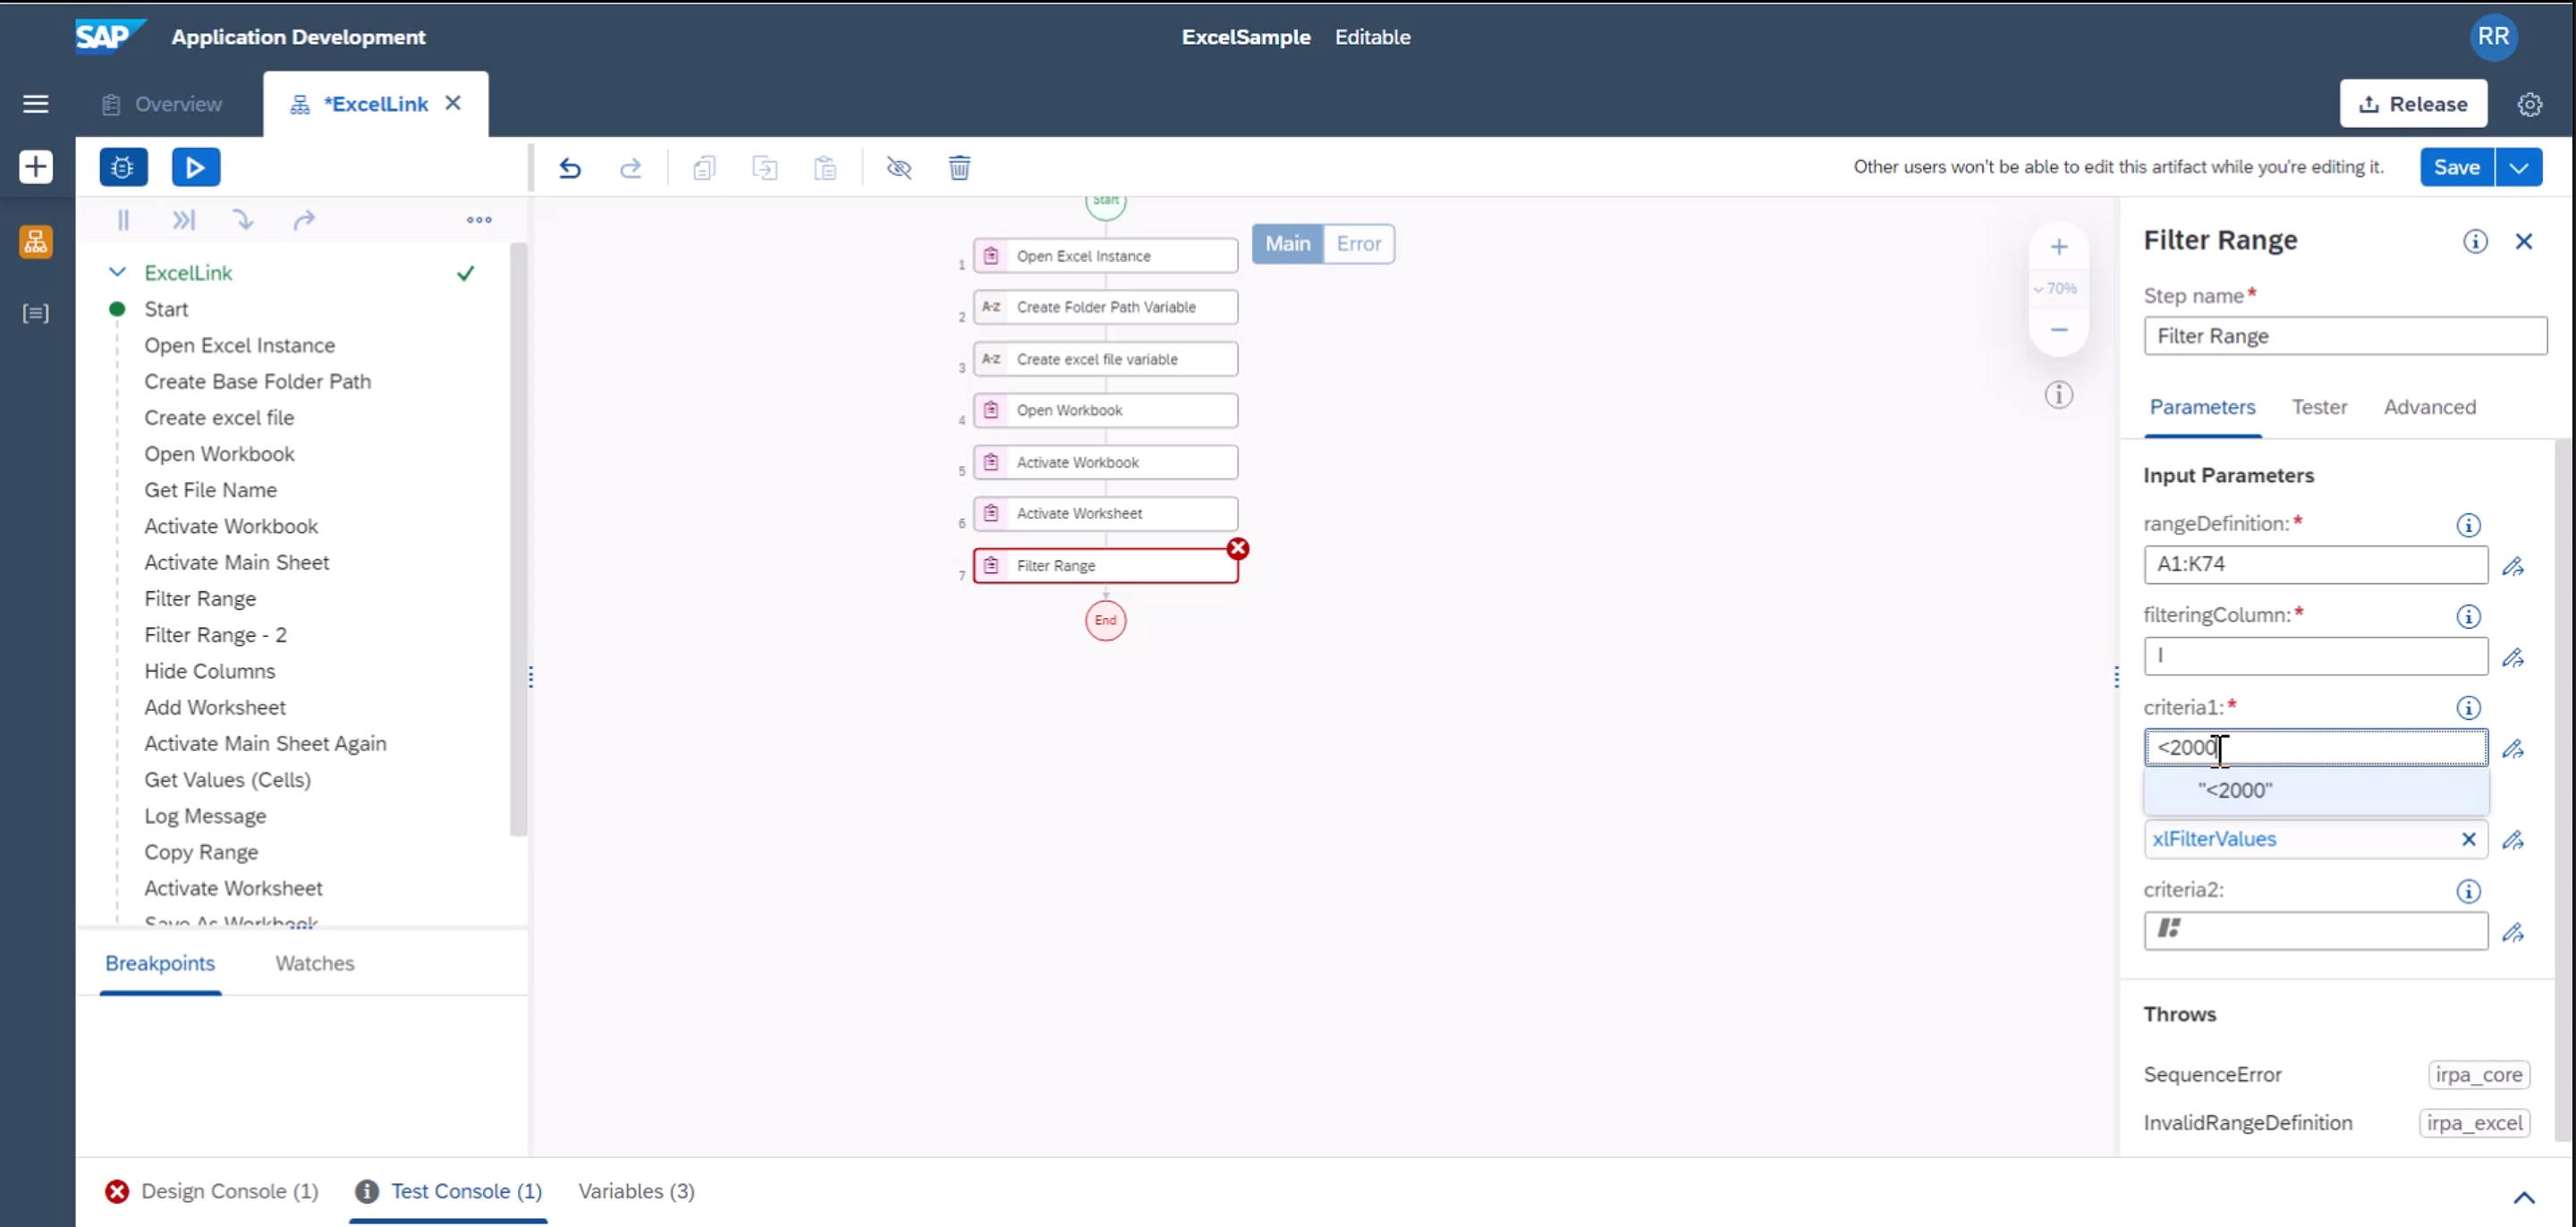 SAP Application Development
ExcelSample Editable
RR
Overview
*ExcelLink
Release
Other users won't be able to edit this artifact while you're editing it.
Save
ExcelLink
Start
Open Excel Instance
Create Base Folder Path
Create excel file
Open Workbook
Get File Name
Activate Workbook
Activate Main Sheet
Filter Range
Filter Range - 2
Hide Columns
Add Worksheet
Activate Main Sheet Again
Get Values (Cells)
Log Message
Copy Range
Activate Worksheet
Save As Workbook
Breakpoints Watches
Start
Main Error
1 Open Excel Instance
2 A-Z Create Folder Path Variable
3 A-Z Create excel file variable
4 Open Workbook
5 Activate Workbook
6 Activate Worksheet
7 Filter Range
End
70%
Filter Range
Step name*
Filter Range
Parameters Tester Advanced
Input Parameters
rangeDefinition:*
A1:K74
filteringColumn:*
I
criteria1:*
<2000
"<2000"
xlFilterValues
criteria2:
Throws
SequenceError irpa_core
InvalidRangeDefinition irpa_excel
Design Console (1) Test Console (1) Variables (3)